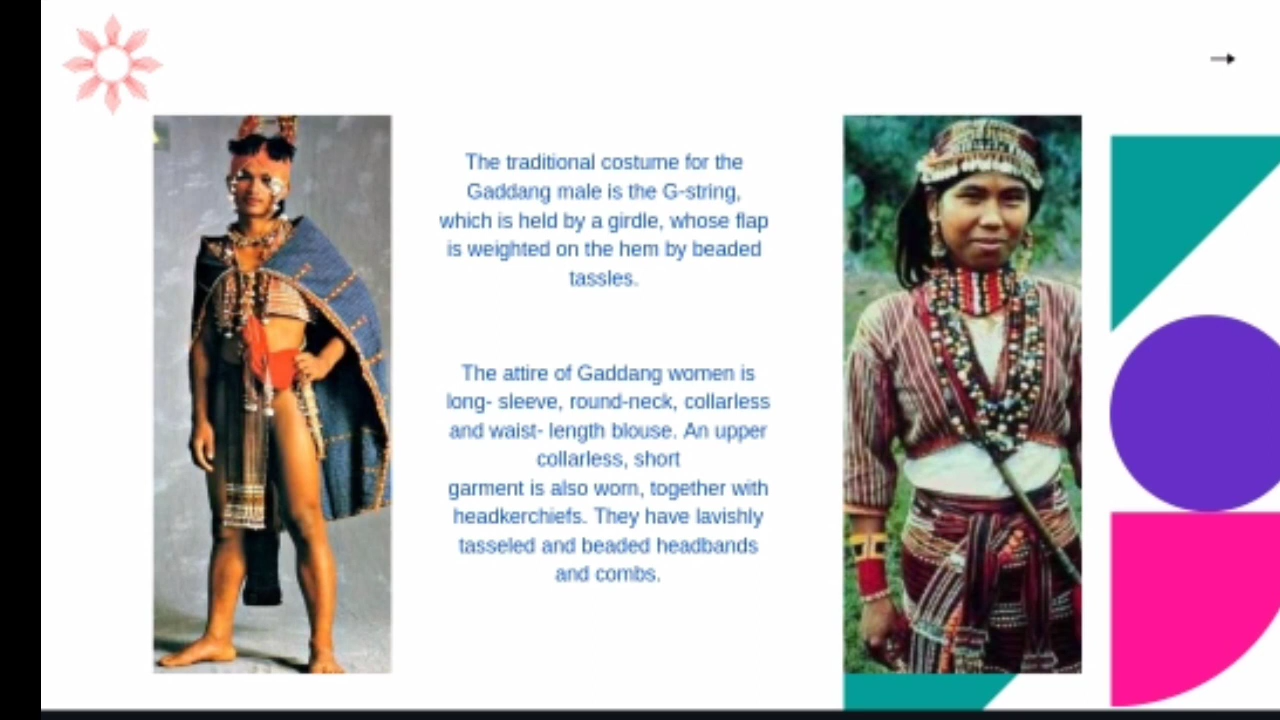 The traditional costume for the
Gaddang male is the G-string,
which is held by a girdle, whose flap
is weighted on the hem by beaded
tassles.
The attire of Gaddang women is
long- sleeve, round-neck, collarless
and waist- length blouse. An upper
collarless, short
garment is also worn, together with
headkerchiefs. They have lavishly
tasseled and beaded headbands
and combs.